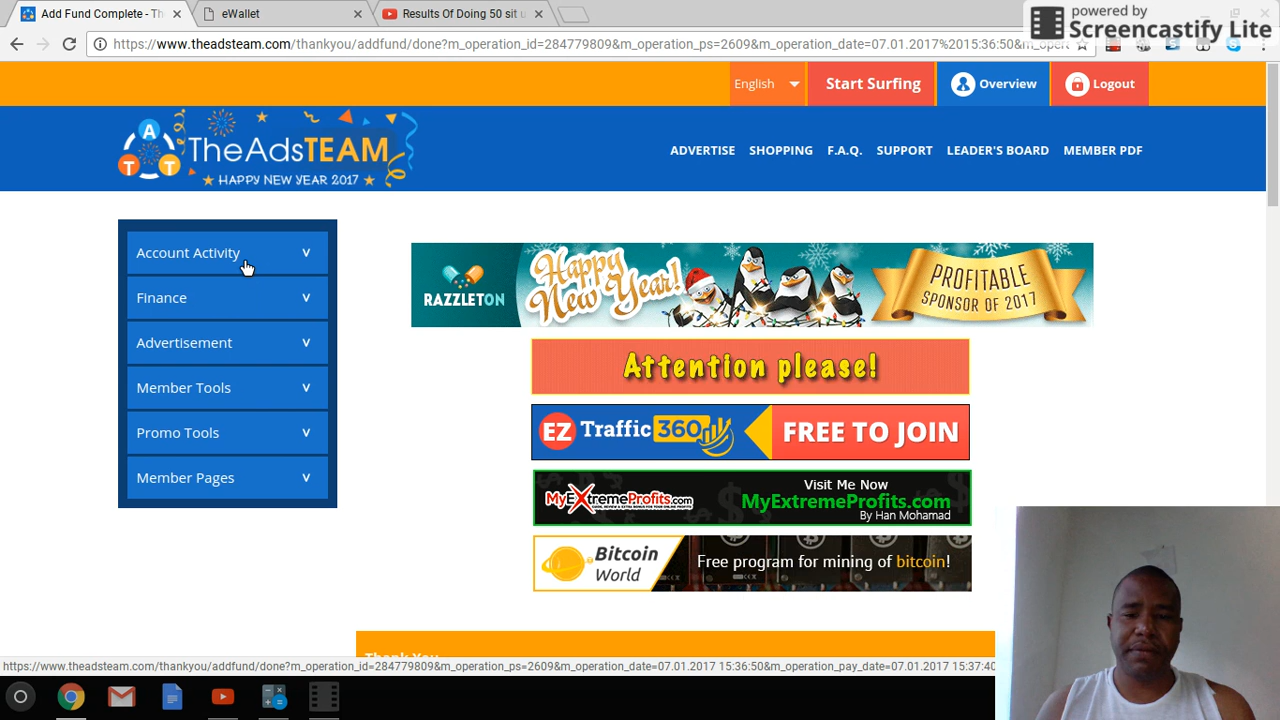 Add Fund Complete - Th
eWallet
Results Of Doing 50 sit u
powered by
Screencastify Lite
https://www.theadsteam.com/thankyou/addfund/done?m_operation_id=284779809&m_operation_ps=2609&m_operation_date=07.01.2017%2015:36:50&m_opert
English
Start Surfing
Overview
Logout
A
T T
TheAdsTEAM
HAPPY NEW YEAR 2017
ADVERTISE SHOPPING F.A.Q. SUPPORT LEADER'S BOARD MEMBER PDF
Account Activity v
Finance v
Advertisement v
Member Tools v
Promo Tools v
Member Pages v
RAZZLETON
Happy
New Year!
PROFITABLE
SPONSOR OF 2017
Attention please!
EZ Traffic 360 FREE TO JOIN
MyExtremeProfits.com
Visit Me Now
MyExtremeProfits.com
By Han Mohamad
Bitcoin
World
Free program for mining of bitcoin!
Thank You
https://www.theadsteam.com/thankyou/addfund/done?m_operation_id=284779809&m_operation_ps=2609&m_operation_date=07.01.2017 15:36:50&m_operation_pay_date=07.01.2017 15:37:40